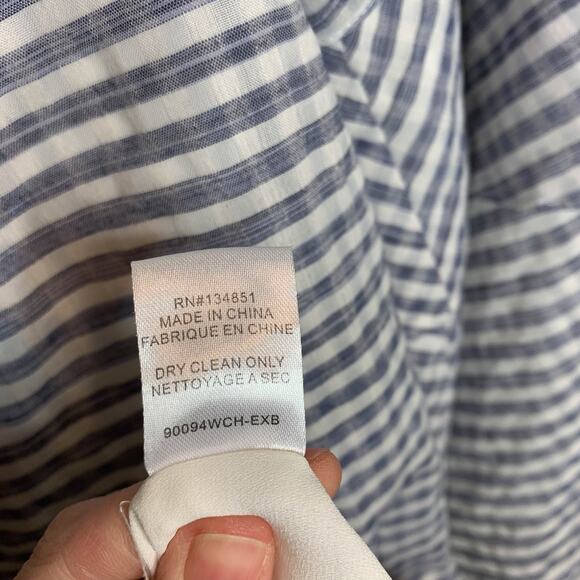 RN#134851
MADE IN CHINA
FABRIQUE EN CHINE
DRY CLEAN ONLY
NETTOYAGE A SEC
90094WCH-EXB